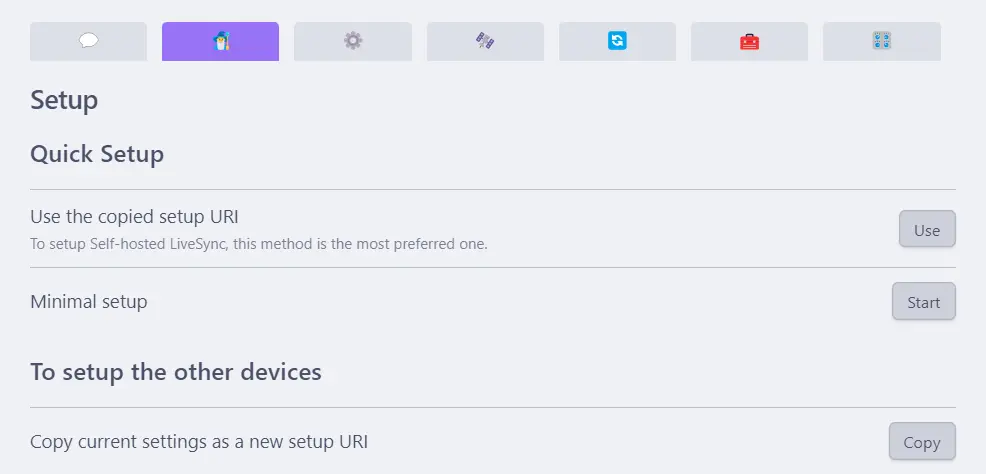 Setup
Quick Setup
Use the copied setup URI
To setup Self-hosted LiveSync, this method is the most preferred one.
Use
Minimal setup
Start
To setup the other devices
Copy current settings as a new setup URI
Copy